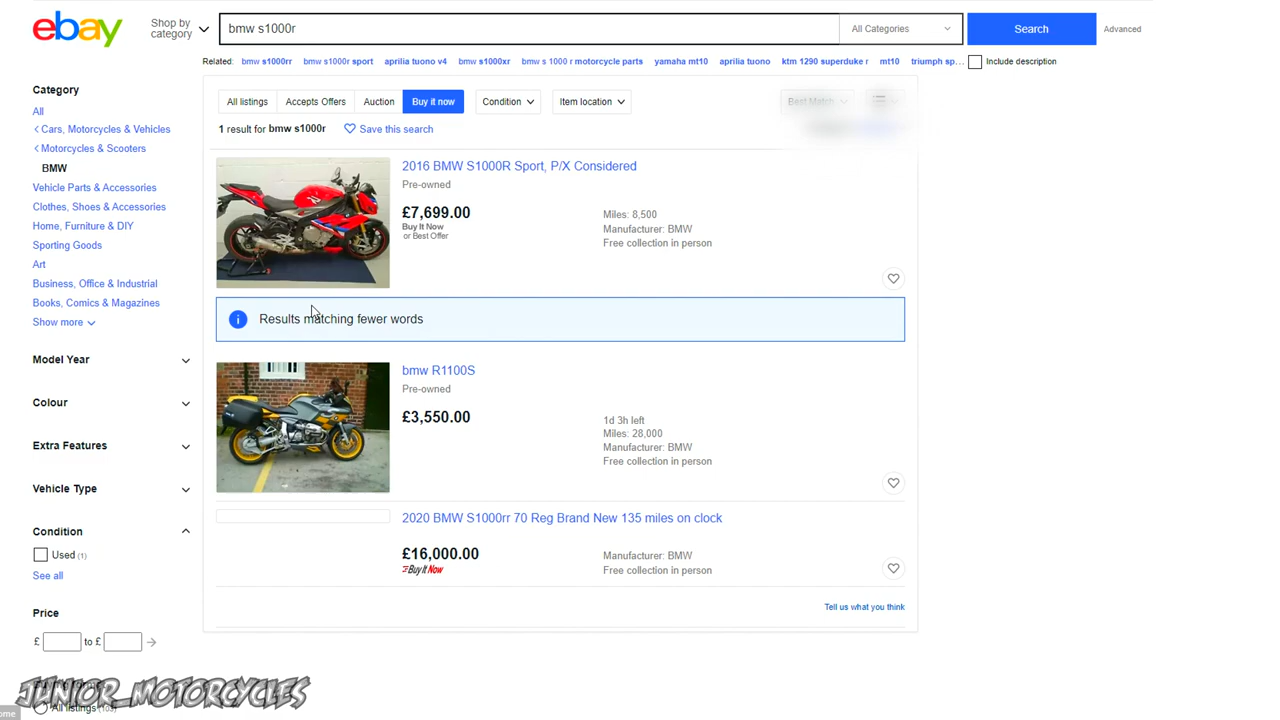 ebay
Shop by
category
bmw s1000r
All Categories
Search
Advanced
Related: bmw s1000rr bmw s1000r sport aprilia tuono v4 bmw s1000xr bmw s 1000 r motorcycle parts yamaha mt10 aprilia tuono ktm 1290 superduke r mt10 triumph sp... Include description
Category
All
Cars, Motorcycles & Vehicles
Motorcycles & Scooters
BMW
Vehicle Parts & Accessories
Clothes, Shoes & Accessories
Home, Furniture & DIY
Sporting Goods
Art
Business, Office & Industrial
Books, Comics & Magazines
Show more
Model Year
Colour
Extra Features
Vehicle Type
Condition
Used (1)
See all
Price
£ to £
All listings
All listings Accepts Offers Auction Buy it now Condition Item location Best Match
1 result for bmw s1000r Save this search
2016 BMW S1000R Sport, P/X Considered
Pre-owned
£7,699.00
Buy It Now
or Best Offer
Miles: 8,500
Manufacturer: BMW
Free collection in person
Results matching fewer words
bmw R1100S
Pre-owned
£3,550.00
1d 3h left
Miles: 28,000
Manufacturer: BMW
Free collection in person
2020 BMW S1000rr 70 Reg Brand New 135 miles on clock
£16,000.00
Buy It Now
Manufacturer: BMW
Free collection in person
Tell us what you think
JUNIOR_MOTORCYCLES